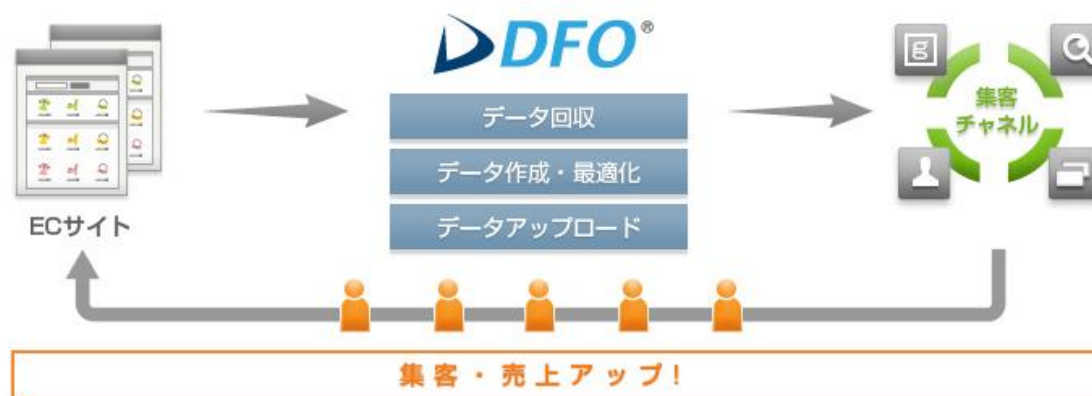 DFO®
データ回収
データ作成・最適化
データアップロード
ECサイト
g
集客
チャネル
集客・売上アップ!